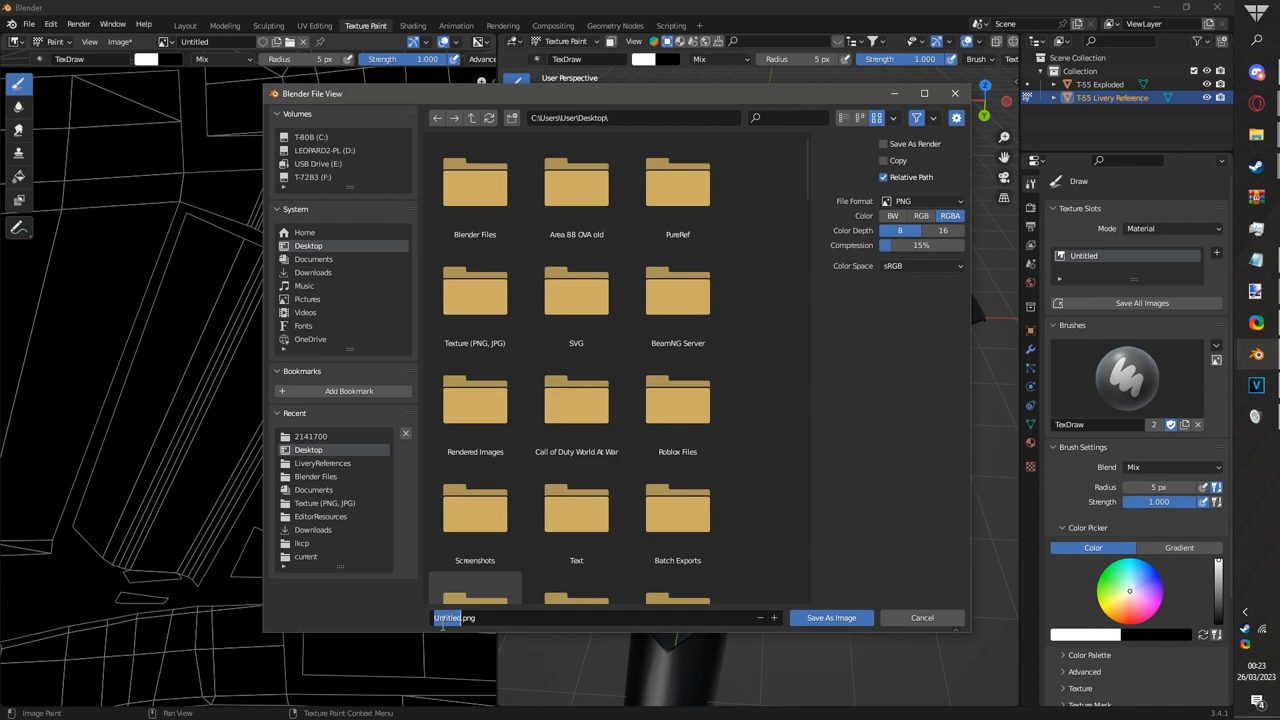 Blender
File Edit Render Window Help Layout Modeling Sculpting UV Editing Texture Paint Shading Animation Rendering Compositing Geometry Nodes Scripting + Scene ViewLayer
Paint View Image* Untitled Texture Paint View
TexDraw Mix Radius 5 px Strength 1.000 Advanc TexDraw Mix Radius 5 px Strength 1.000 Brush
User Perspective
Scene Collection
Collection
T-55 Exploded
T-55 Livery Reference
Blender File View
Volumes
T-80B (C:)
LEOPARD2-PL (D:)
USB Drive (E:)
T-72B3 (F:)
System
Home
Desktop
Documents
Downloads
Music
Pictures
Videos
Fonts
OneDrive
Bookmarks
Add Bookmark
Recent
2141700
Desktop
LiveryReferences
Blender Files
Documents
Texture (PNG, JPG)
EditorResources
Downloads
lkcp
current
C:\Users\User\Desktop\
Blender Files Area 88 OVA old PureRef
Texture (PNG, JPG) SVG BeamNG Server
Rendered Images Call of Duty World At War Roblox Files
Screenshots Text Batch Exports
Untitled.png
Save As Image Cancel
Save As Render
Copy
Relative Path
File Format PNG
Color BW RGB RGBA
Color Depth 8 16
Compression 15%
Color Space sRGB
Draw
Texture Slots
Mode Material
Untitled
Save All Images
Brushes
TexDraw 2
Brush Settings
Blend Mix
Radius 5 px
Strength 1.000
Color Picker
Color Gradient
Color Palette
Advanced
Texture
Texture Mask
Image Paint Pan View Texture Paint Context Menu 3.4.1
00:23
26/03/2023
4